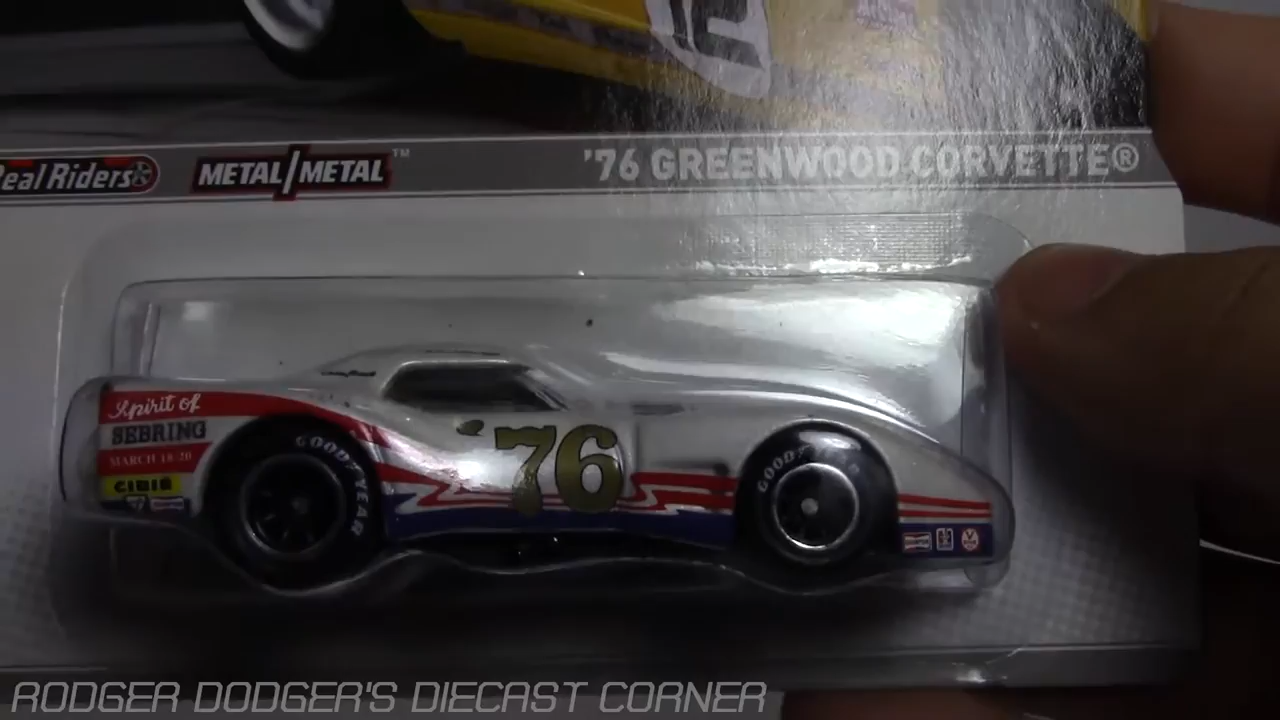 Real Riders
METAL/METAL™
'76 GREENWOOD CORVETTE®
Spirit of
SEBRING
MARCH 18-20
CIBIE
'76
GOODYEAR
GOODYEAR
RODGER DODGER'S DIECAST CORNER